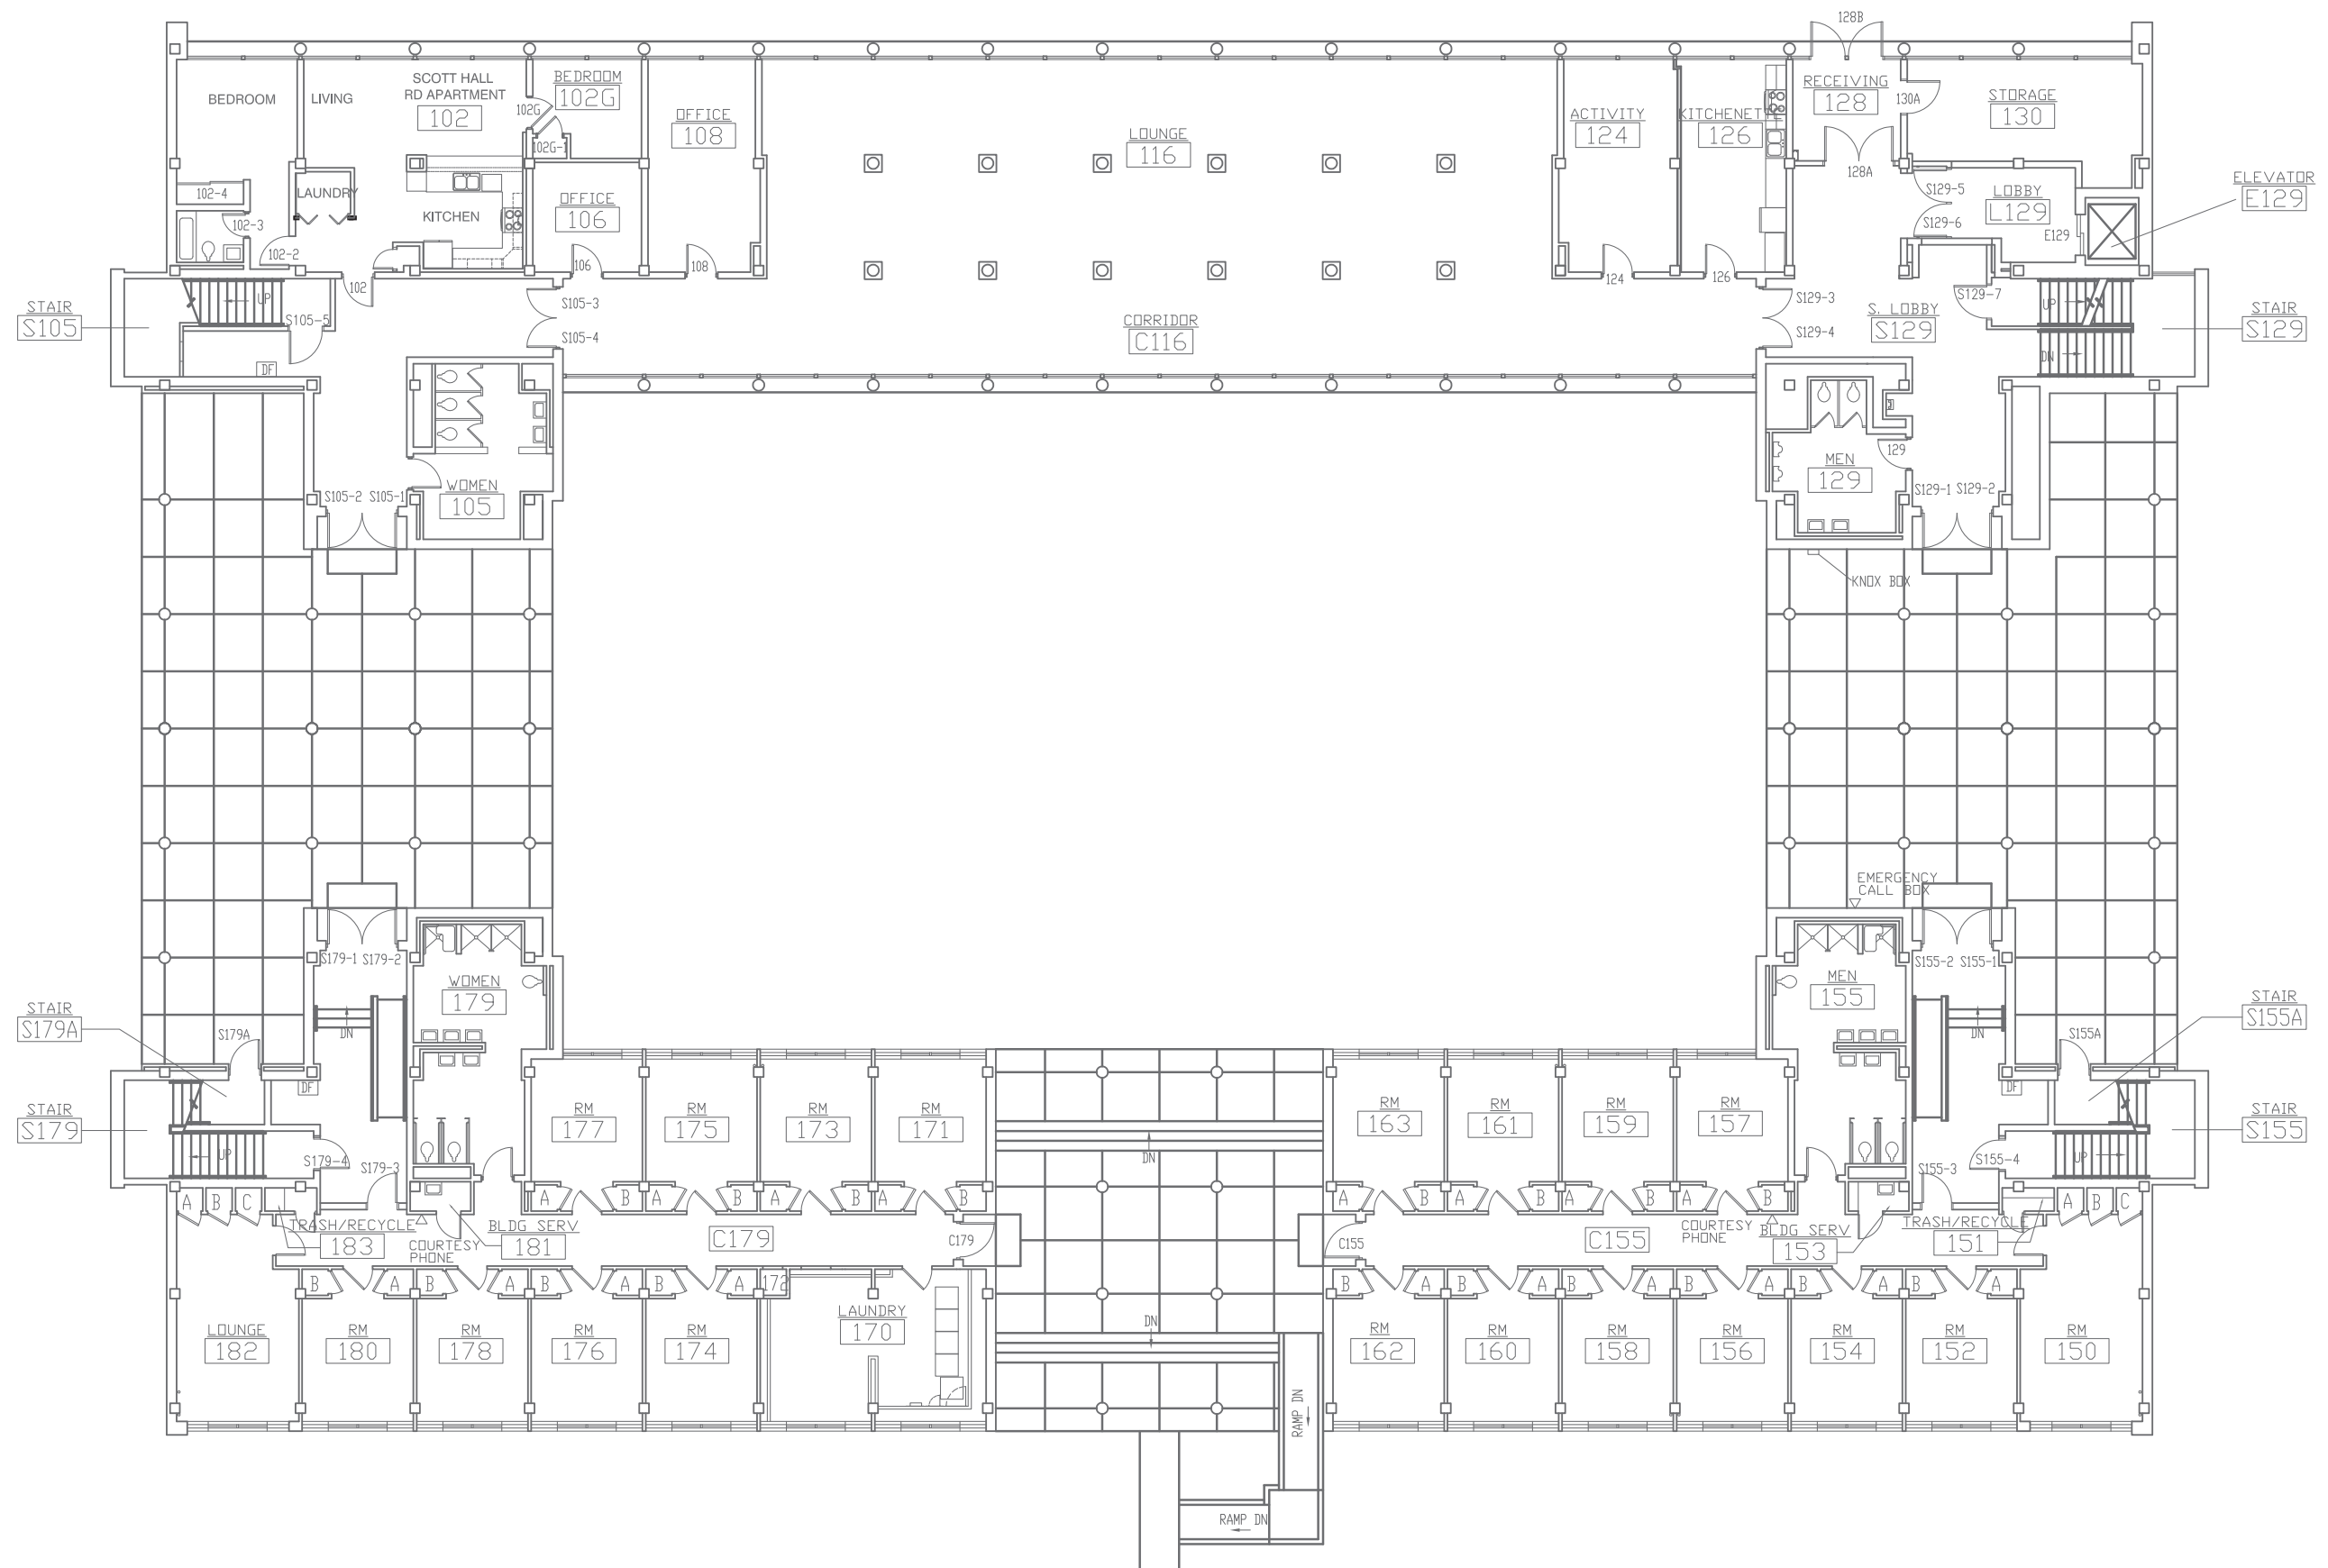 128B
BEDROOM
LIVING
SCOTT HALL
RD APARTMENT
102
BEDROOM
102G
102G
102G-1
OFFICE
108
LOUNGE
116
ACTIVITY
124
KITCHENETTE
126
RECEIVING
128
130A
STORAGE
130
128A
102-4
LAUNDRY
102-3
102-2
KITCHEN
OFFICE
106
106
108
124
126
S129-5
S129-6
LOBBY
L129
E129
ELEVATOR
E129
STAIR
S105
UP
S105-5
102
DF
S105-3
S105-4
CORRIDOR
C116
S129-3
S129-4
S. LOBBY
S129
S129-7
UP
DN
STAIR
S129
S105-2 S105-1
WOMEN
105
MEN
129
129
S129-1 S129-2
KNOX BOX
EMERGENCY
CALL BOX
S179-1 S179-2
WOMEN
179
MEN
155
S155-2 S155-1
STAIR
S179A
S179A
DN
DF
DN
DF
S155A
STAIR
S155A
STAIR
S179
UP
S179-4
S179-3
RM
177
RM
175
RM
173
RM
171
DN
RM
163
RM
161
RM
159
RM
157
S155-3
S155-4
UP
STAIR
S155
A B C
A B A B A B A B
A B A B A B A B
A B C
TRASH/RECYCLE
183
COURTESY
PHONE
BLDG SERV
181
C179
C179
C155
C155
COURTESY
PHONE
BLDG SERV
153
TRASH/RECYCLE
151
B A B A B A B A
172
B A B A B A B A B A B A
LOUNGE
182
RM
180
RM
178
RM
176
RM
174
LAUNDRY
170
DN
RM
162
RM
160
RM
158
RM
156
RM
154
RM
152
RM
150
RAMP DN
RAMP DN